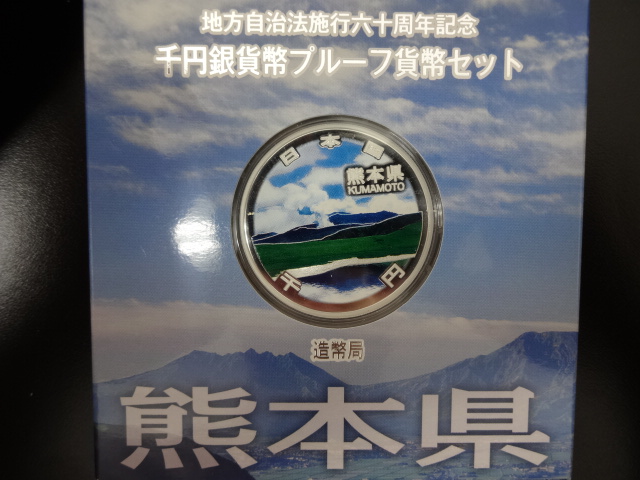 地方自治法施行六十周年記念
千円銀貨幣プルーフ貨幣セット
日本国
熊本県
KUMAMOTO
千円
造幣局
熊本県